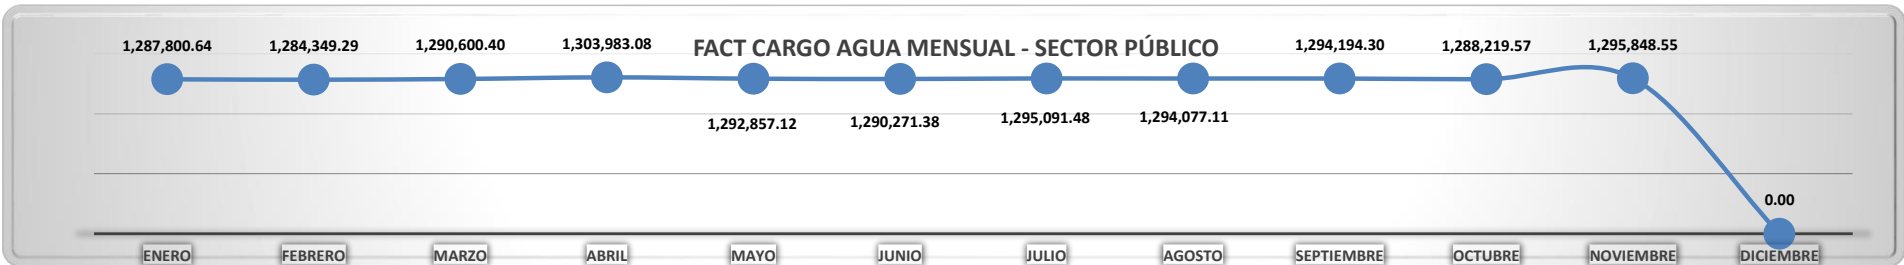 FACT CARGO AGUA MENSUAL - SECTOR PÚBLICO
1,287,800.64
1,284,349.29
1,290,600.40
1,303,983.08
1,292,857.12
1,290,271.38
1,295,091.48
1,294,077.11
1,294,194.30
1,288,219.57
1,295,848.55
0.00
ENERO
FEBRERO
MARZO
ABRIL
MAYO
JUNIO
JULIO
AGOSTO
SEPTIEMBRE
OCTUBRE
NOVIEMBRE
DICIEMBRE